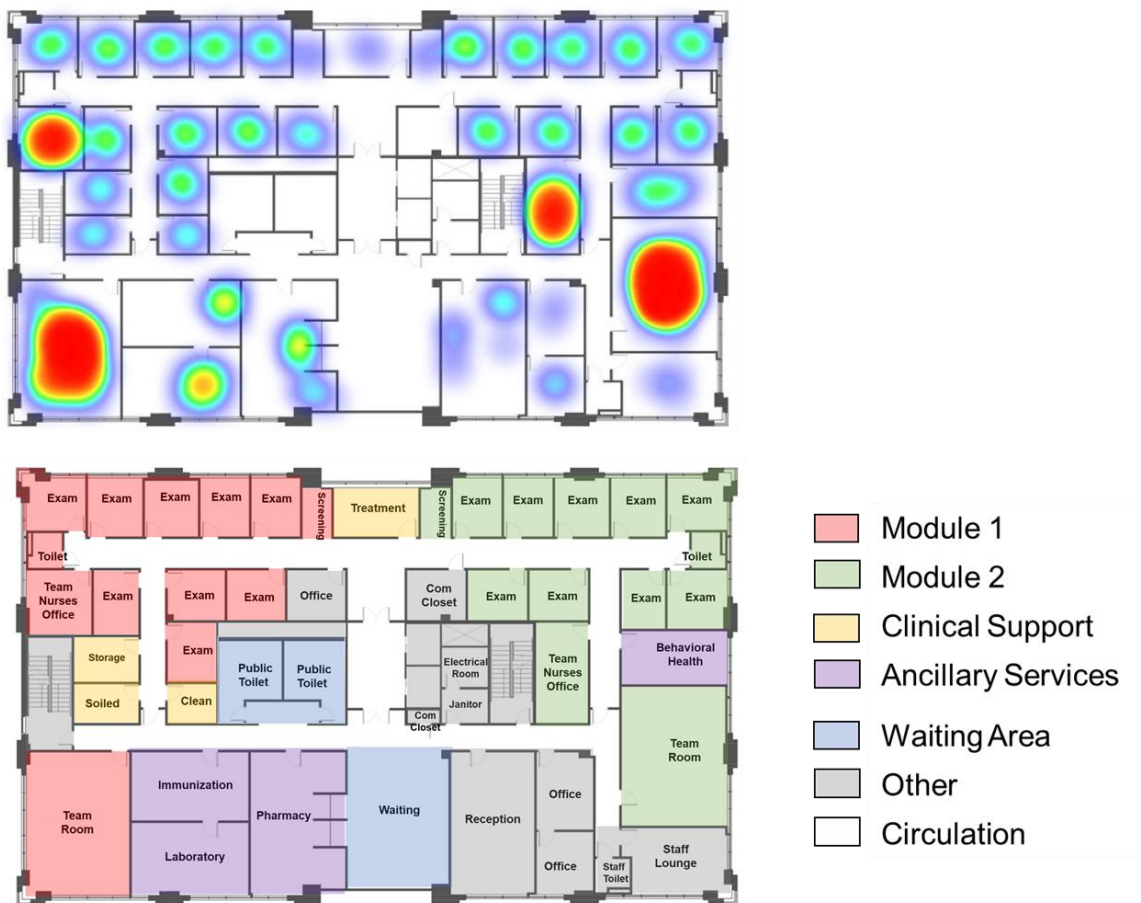 Exam Exam Exam Exam Exam Screening Treatment Screening Exam Exam Exam Exam Exam
Toilet Toilet
Team
Nurses
Office
Exam Exam Exam Office
Com
Closet
Exam Exam Exam Exam
Storage Exam
Public
Toilet
Public
Toilet
Electrical
Room
Team
Nurses
Office
Behavioral
Health
Soiled Clean
Com
Closet
Janitor
Team
Room
Team
Room
Immunization
Laboratory
Pharmacy
Waiting
Reception
Office
Office
Staff
Toilet
Staff
Lounge
Module 1
Module 2
Clinical Support
Ancillary Services
Waiting Area
Other
Circulation